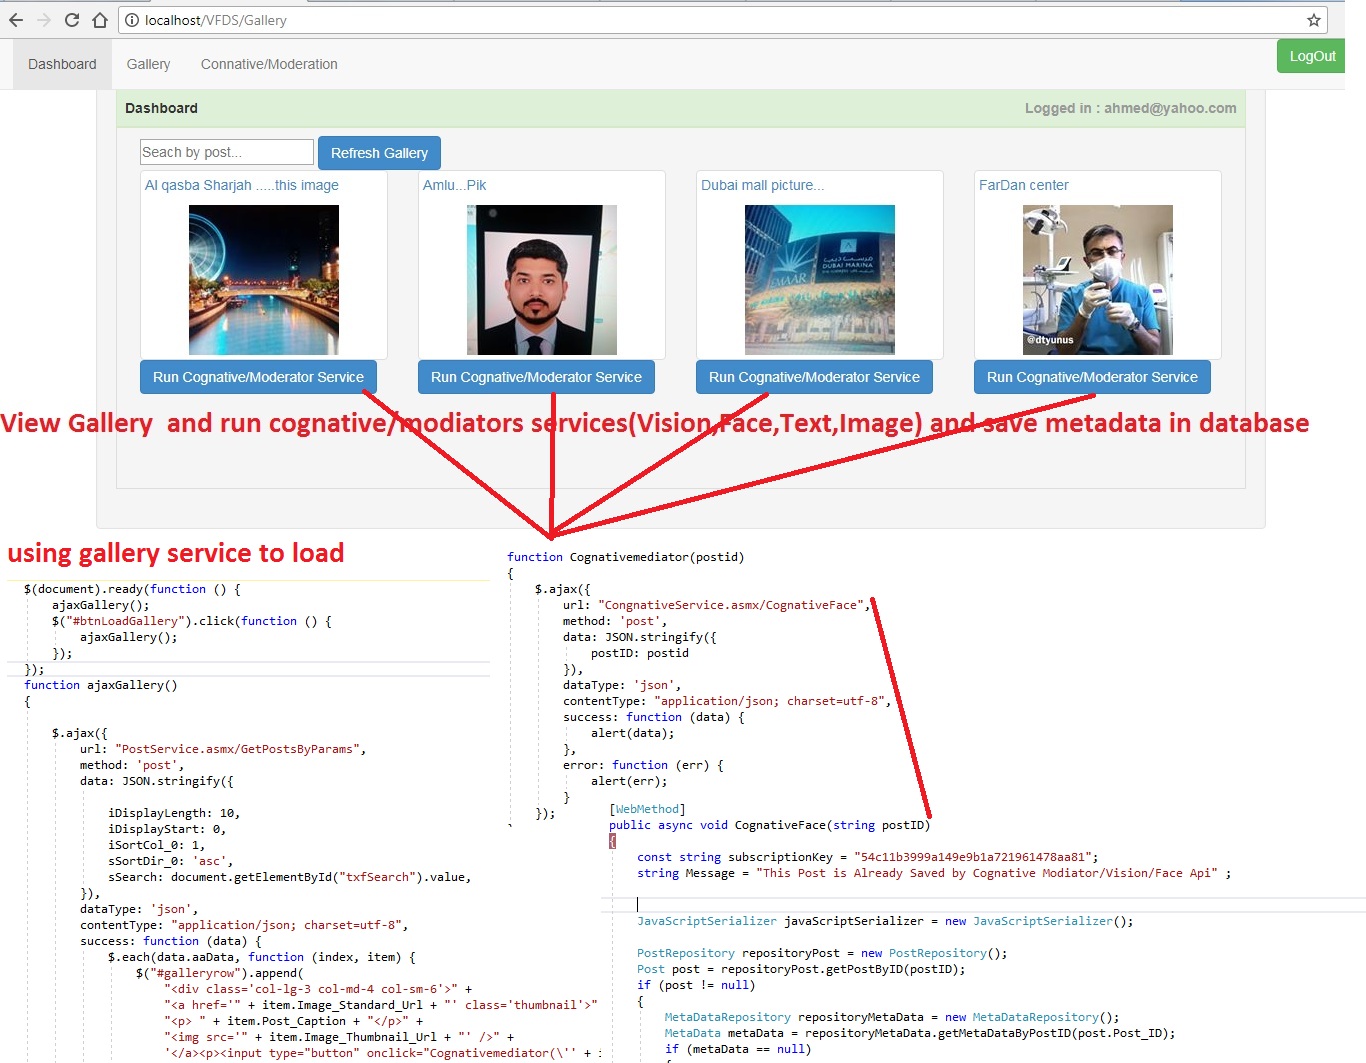 localhost/VFDS/Gallery
Dashboard
Gallery
Connative/Moderation
LogOut
Dashboard
Logged in : ahmed@yahoo.com
Seach by post...
Refresh Gallery
Al qasba Sharjah .....this image
Amlu...Pik
Dubai mall picture...
FarDan center
EMAAR
DUBAI MARINA
@dtyunus
Run Cognative/Moderator Service
Run Cognative/Moderator Service
Run Cognative/Moderator Service
Run Cognative/Moderator Service
View Gallery  and run cognative/modiators services(Vision,Face,Text,Image) and save metadata in database
using gallery service to load
$(document).ready(function () {
ajaxGallery();
$("#btnLoadGallery").click(function () {
ajaxGallery();
});
});
function ajaxGallery()
{
$.ajax({
url: "PostService.asmx/GetPostsByParams",
method: 'post',
data: JSON.stringify({
iDisplayLength: 10,
iDisplayStart: 0,
iSortCol_0: 1,
sSortDir_0: 'asc',
sSearch: document.getElementById("txfSearch").value,
}),
dataType: 'json',
contentType: "application/json; charset=utf-8",
success: function (data) {
$.each(data.aaData, function (index, item) {
$("#galleryrow").append(
"<div class='col-lg-3 col-md-4 col-sm-6'>" +
"<a href='" + item.Image_Standard_Url + "' class='thumbnail'>"
"<p> " + item.Post_Caption + "</p>" +
"<img src='" + item.Image_Thumbnail_Url + "' />" +
'</a><p><input type="button" onclick="Cognativemediator(\'' + i
function Cognativemediator(postid)
{
$.ajax({
url: "CongnativeService.asmx/CognativeFace",
method: 'post',
data: JSON.stringify({
postID: postid
}),
dataType: 'json',
contentType: "application/json; charset=utf-8",
success: function (data) {
alert(data);
},
error: function (err) {
alert(err);
}
});
[WebMethod]
public async void CognativeFace(string postID)
{
const string subscriptionKey = "54c11b3999a149e9b1a721961478aa81";
string Message = "This Post is Already Saved by Cognative Modiator/Vision/Face Api" ;
JavaScriptSerializer javaScriptSerializer = new JavaScriptSerializer();
PostRepository repositoryPost = new PostRepository();
Post post = repositoryPost.getPostByID(postID);
if (post != null)
{
MetaDataRepository repositoryMetaData = new MetaDataRepository();
MetaData metaData = repositoryMetaData.getMetaDataByPostID(post.Post_ID);
if (metaData == null)